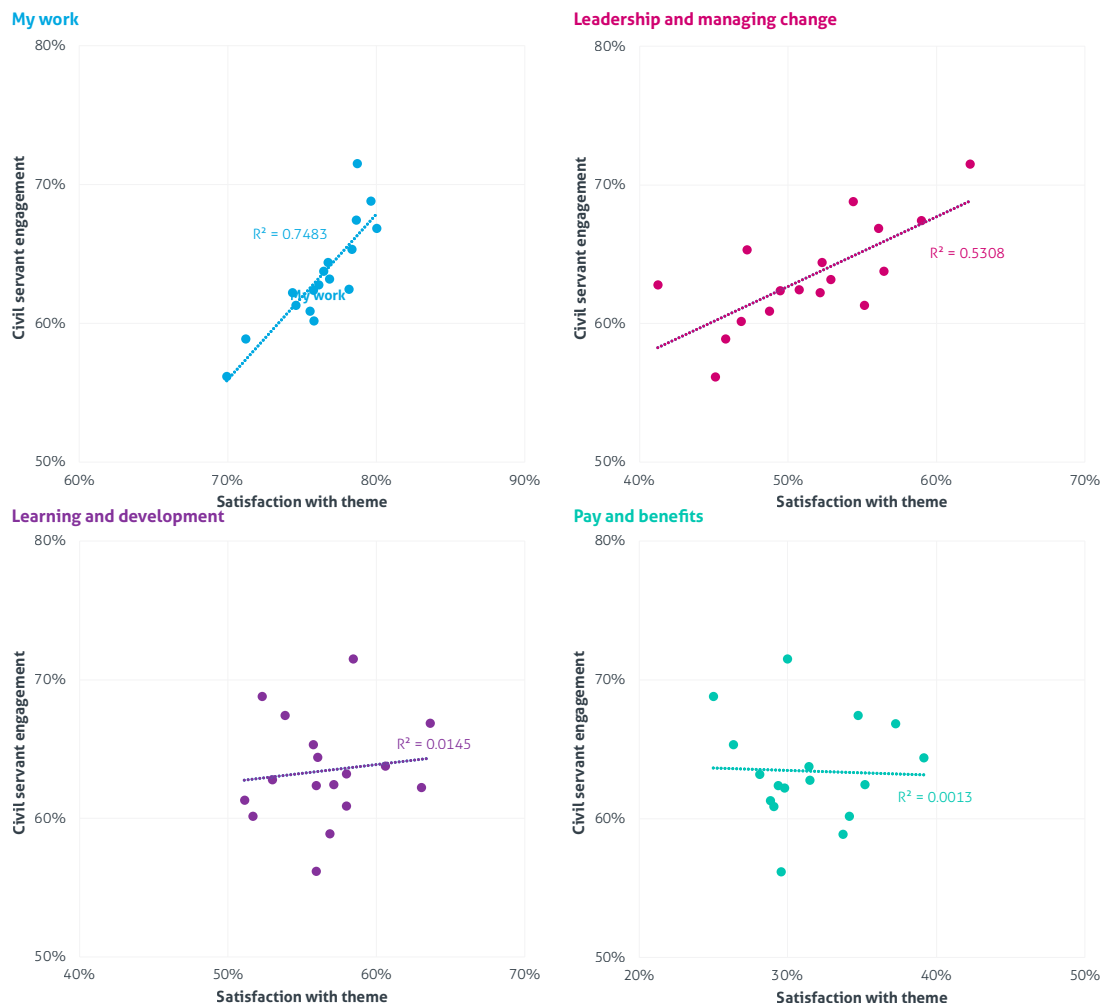 My work
80%
70%
60%
50%
Civil servant engagement
R² = 0.7483
My work
60%
70%
80%
90%
Satisfaction with theme
Leadership and managing change
80%
70%
60%
50%
Civil servant engagement
R² = 0.5308
40%
50%
60%
70%
Satisfaction with theme
Learning and development
80%
70%
60%
50%
Civil servant engagement
R² = 0.0145
40%
50%
60%
70%
Satisfaction with theme
Pay and benefits
80%
70%
60%
50%
Civil servant engagement
R² = 0.0013
20%
30%
40%
50%
Satisfaction with theme